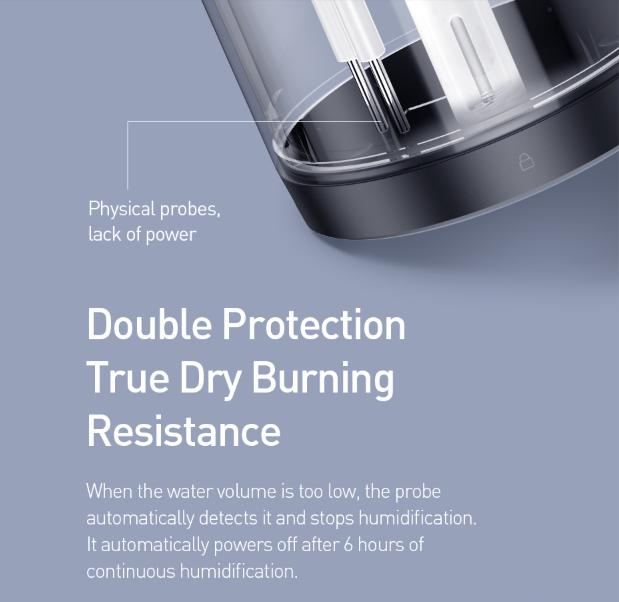 Physical probes,
lack of power
Double Protection
True Dry Burning
Resistance
When the water volume is too low, the probe
automatically detects it and stops humidification.
It automatically powers off after 6 hours of
continuous humidification.